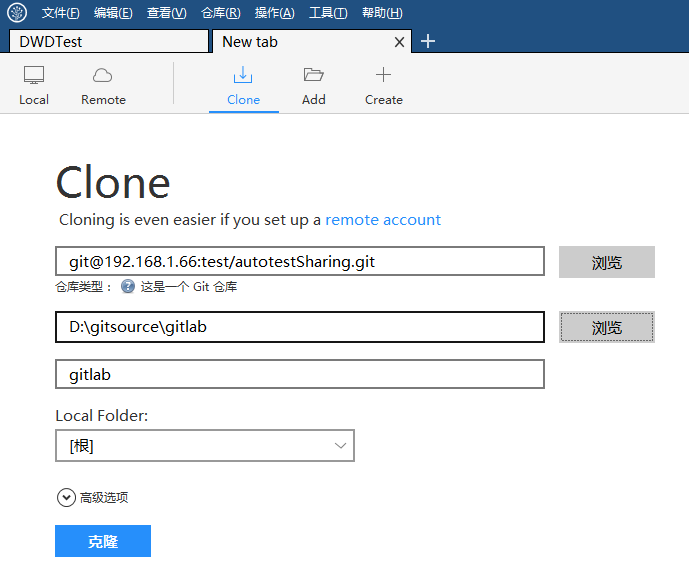 文件(F) 编辑(E) 查看(V) 仓库(R) 操作(A) 工具(T) 帮助(H)
DWDTest New tab
Local Remote Clone Add Create
Clone
Cloning is even easier if you set up a remote account
git@192.168.1.66:test/autotestSharing.git 浏览
仓库类型： ? 这是一个 Git 仓库
D:\gitsource\gitlab 浏览
gitlab
Local Folder:
[根]
高级选项
克隆